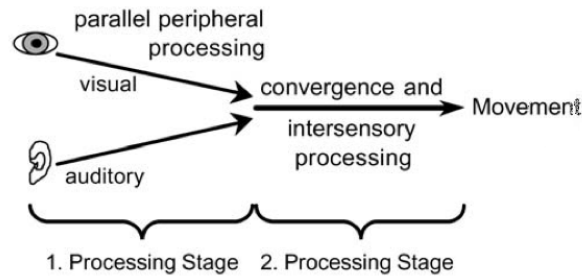 parallel peripheral
processing
visual
convergence and
Movement
intersensory
processing
auditory
1. Processing Stage
2. Processing Stage